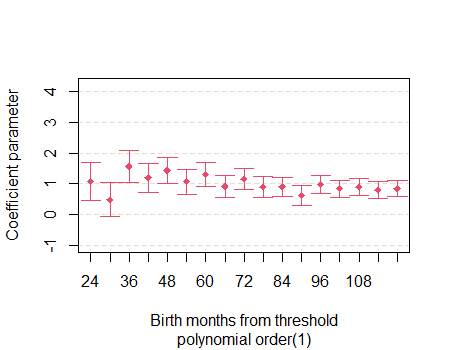 Coefficient parameter
4
3
2
1
0
-1
24 36 48 60 72 84 96 108
Birth months from threshold
polynomial order(1)